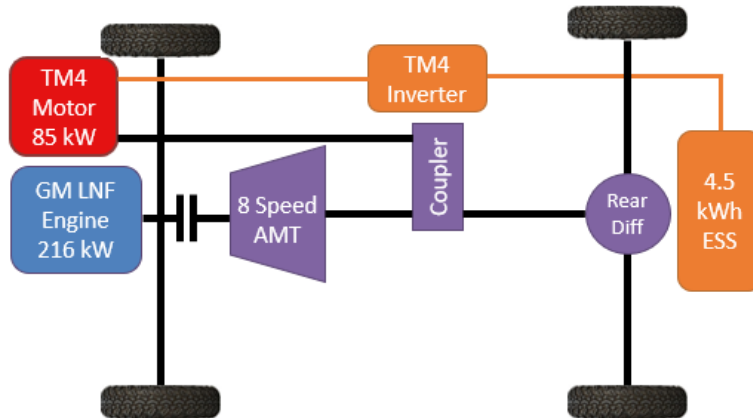 TM4
Motor
85 kW
TM4
Inverter
GM LNF
Engine
216 kW
8 Speed
AMT
Coupler
Rear
Diff
4.5
kWh
ESS